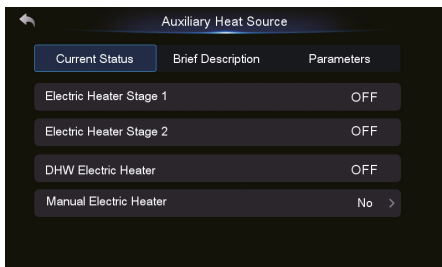 Auxiliary Heat Source
Current Status Brief Description Parameters
Electric Heater Stage 1 OFF
Electric Heater Stage 2 OFF
DHW Electric Heater OFF
Manual Electric Heater No >